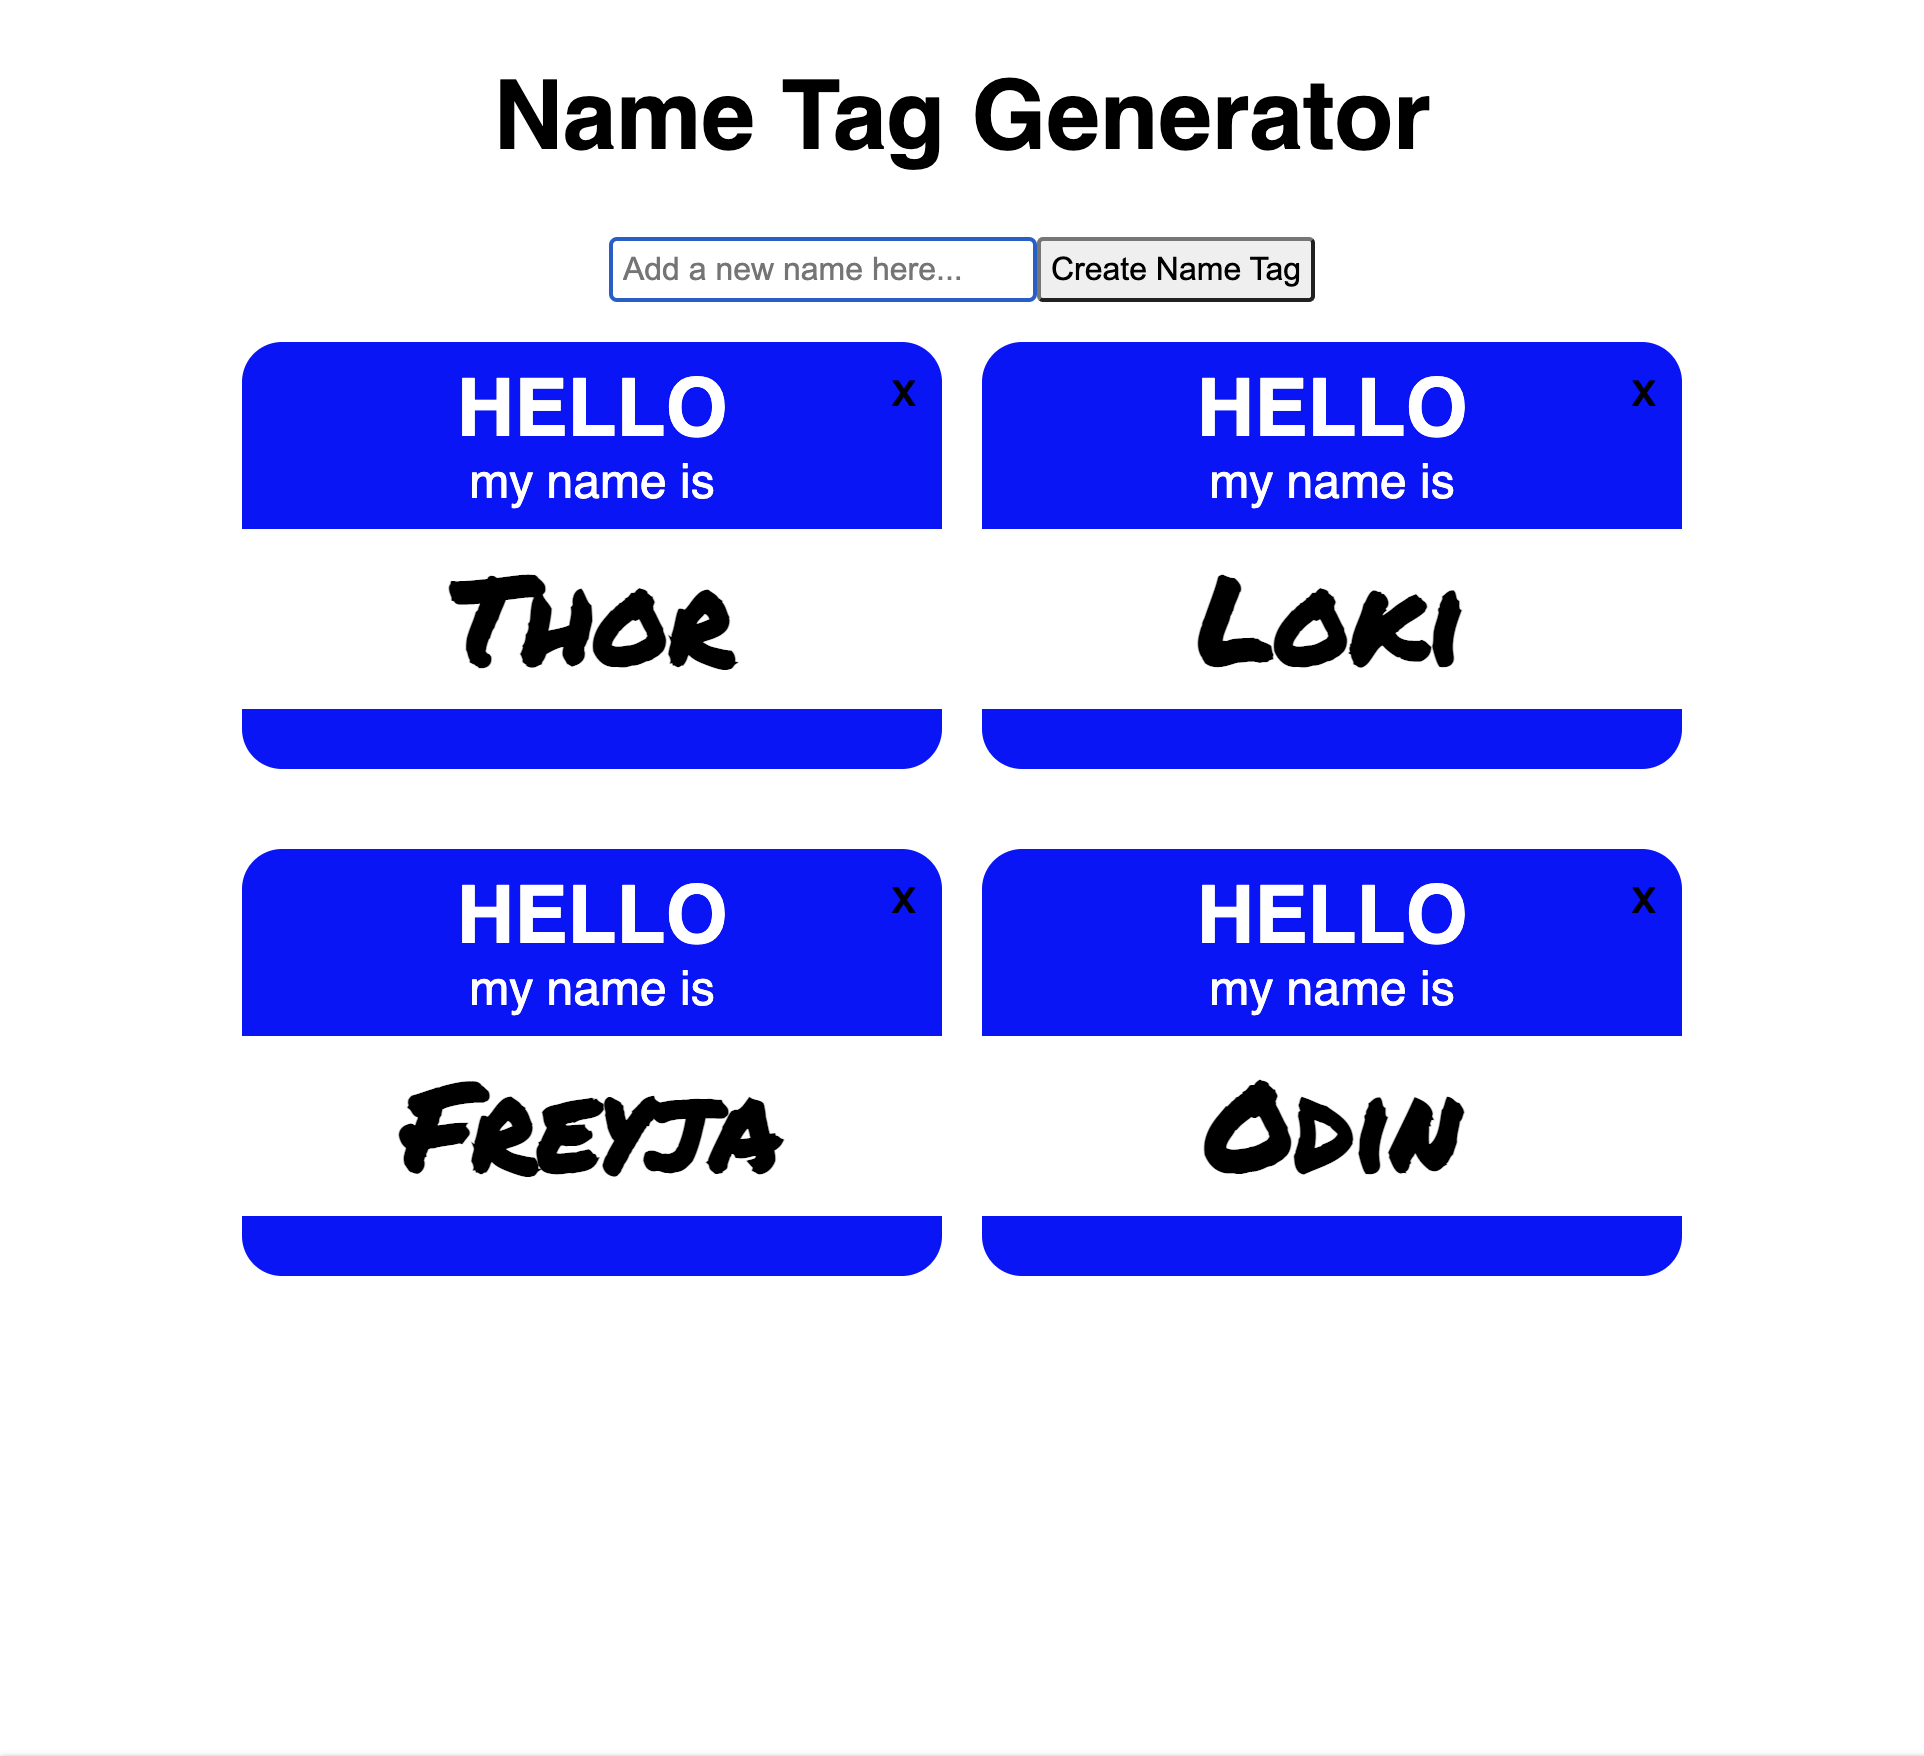 Name Tag Generator
Add a new name here...
Create Name Tag
HELLO
x
my name is
Thor
HELLO
x
my name is
Loki
HELLO
x
my name is
Freyja
HELLO
x
my name is
Odin